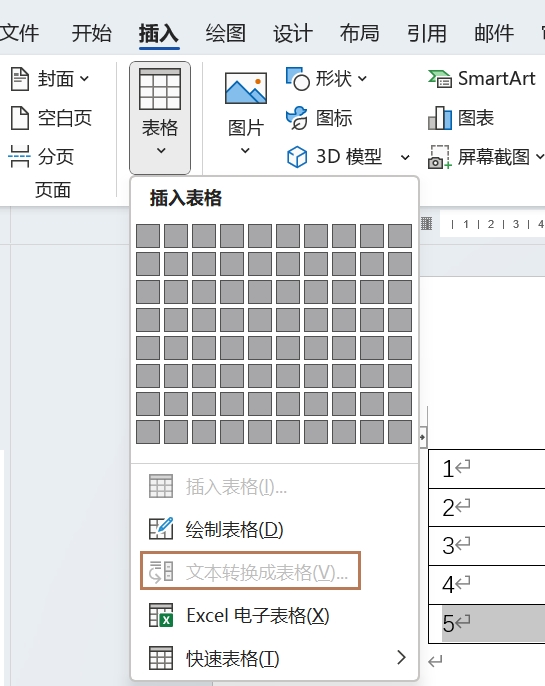 文件 开始 插入 绘图 设计 布局 引用 邮件
封面 表格 图片 形状 SmartArt
空白页 图标 图表
分页 3D 模型 屏幕截图
页面
插入表格
1 2 3 4
插入表格(I)...
绘制表格(D)
文本转换成表格(V)...
Excel 电子表格(X)
快速表格(T)
1
2
3
4
5